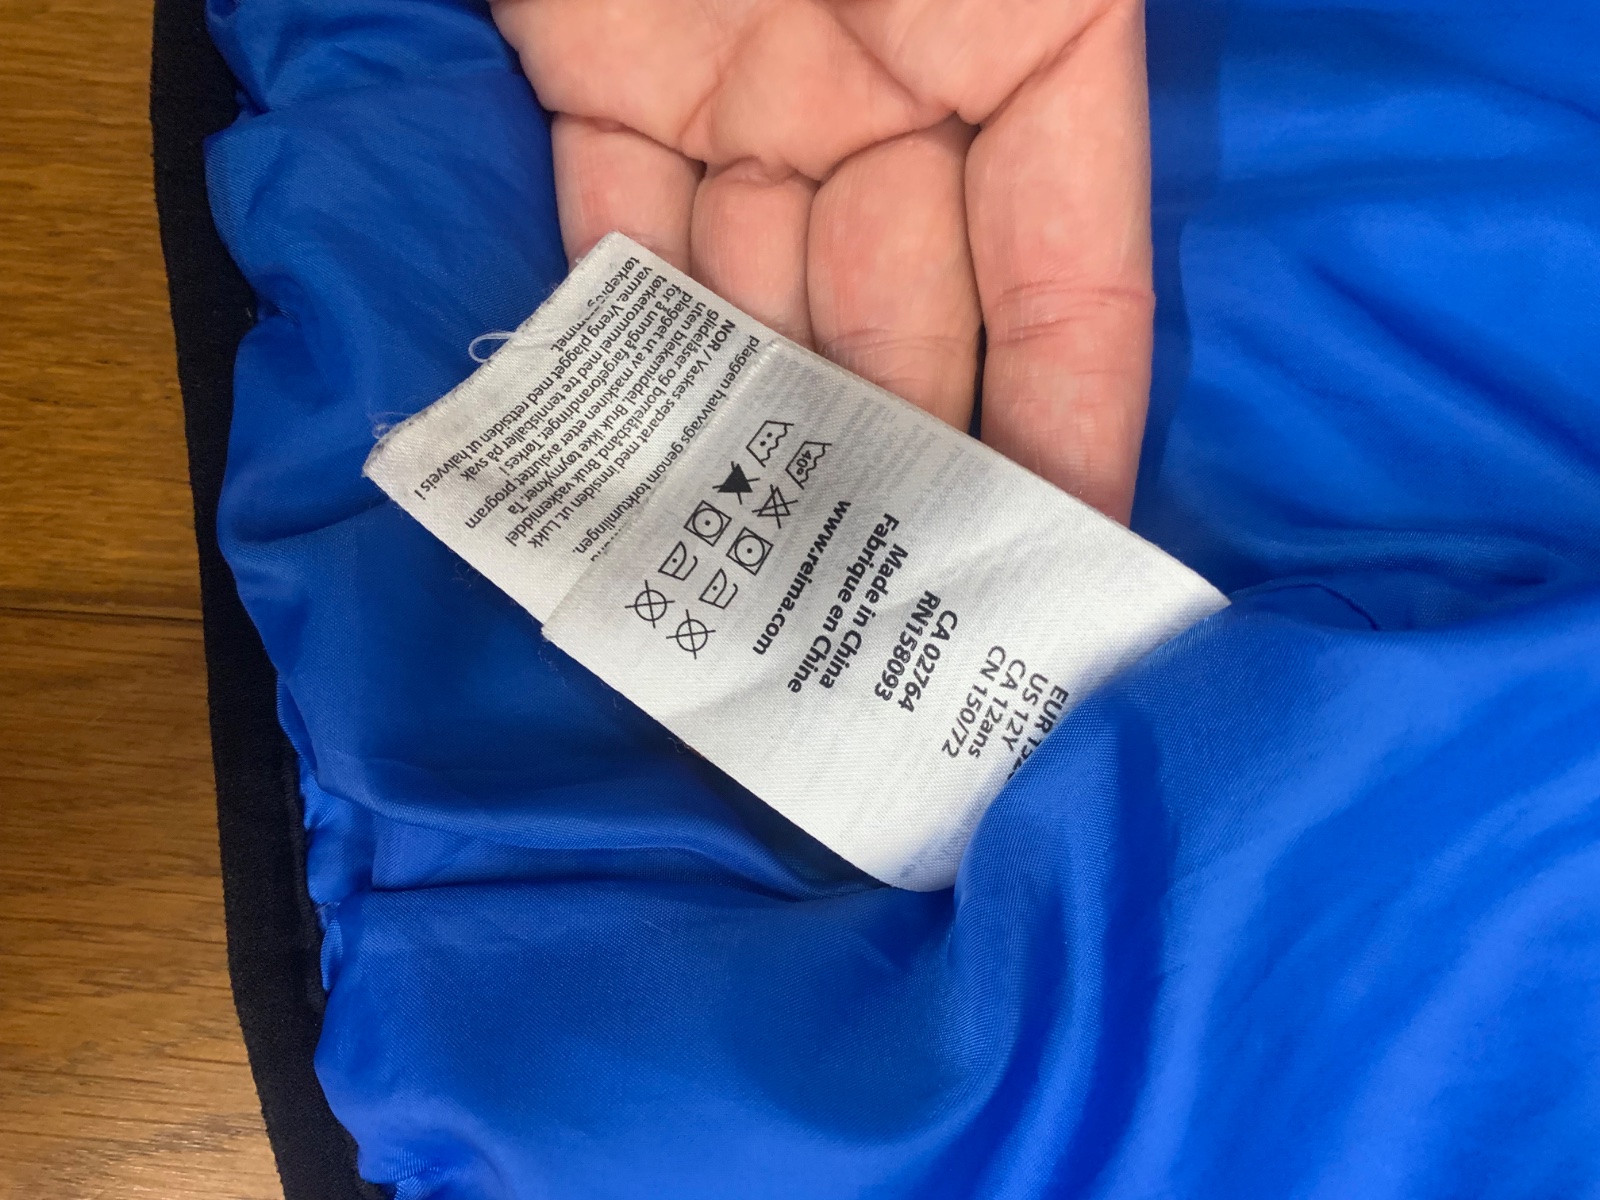 EUR 152
US 12Y
CA 12ans
CN 150/72
CA 02764
RN158093
Made in China
Fabriqué en Chine
www.reima.com
40°
plaggen halvvägs genom torktumlingen.
NOR / Vaskes separat med innsiden ut. Lukk
glidelåser og borrelåsbånd. Bruk vaskemiddel
uten blekemiddel. Bruk ikke tøymykner. Ta
plagget ut av maskinen etter avsluttet program
for å unngå fargeforandringer. Tørkes i
tørketrommel med tre tennisballer på svak
varme. Vreng plagget med rettsiden ut halvveis i
tørkeprogrammet.